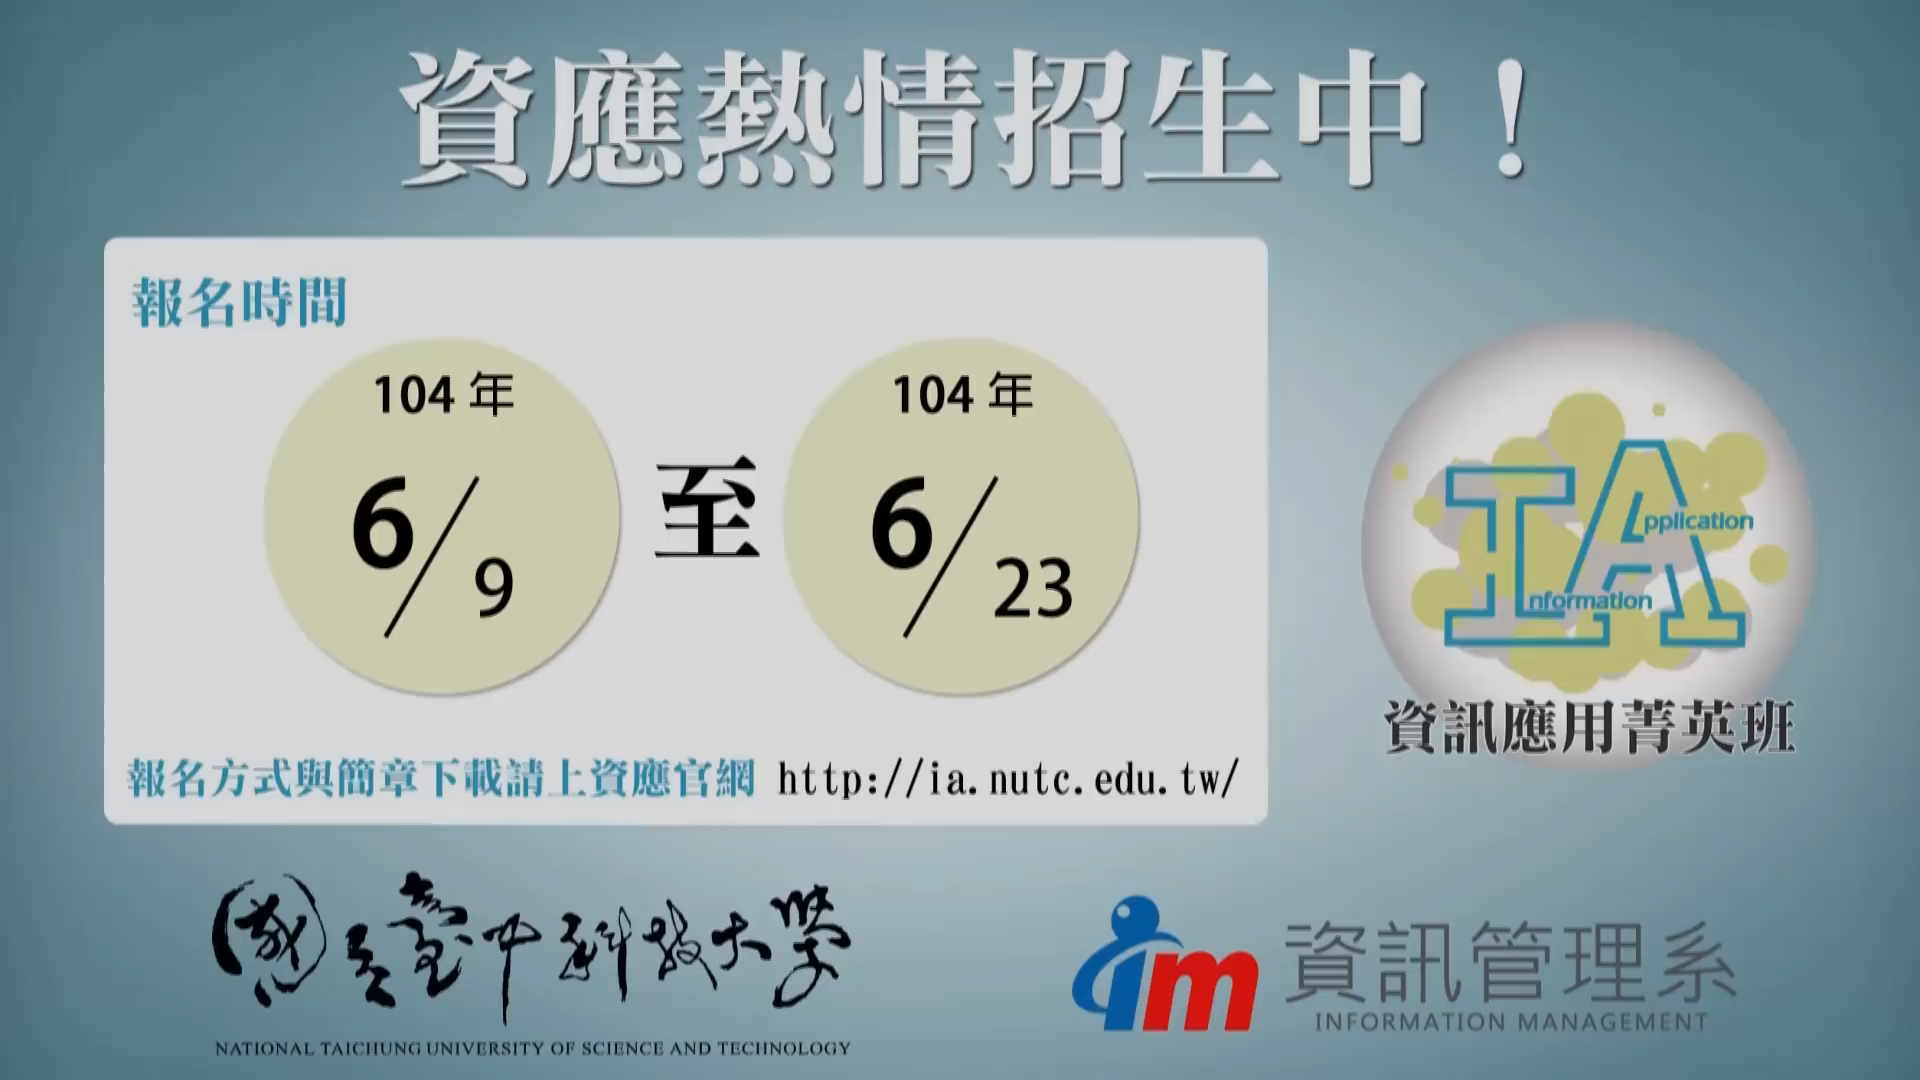 資應熱情招生中！
報名時間
104 年
6/9
至
104 年
6/23
報名方式與簡章下載請上資應官網 http://ia.nutc.edu.tw/
IA
Information
Application
資訊應用菁英班
國立臺中科技大學
NATIONAL TAICHUNG UNIVERSITY OF SCIENCE AND TECHNOLOGY
im
資訊管理系
INFORMATION MANAGEMENT